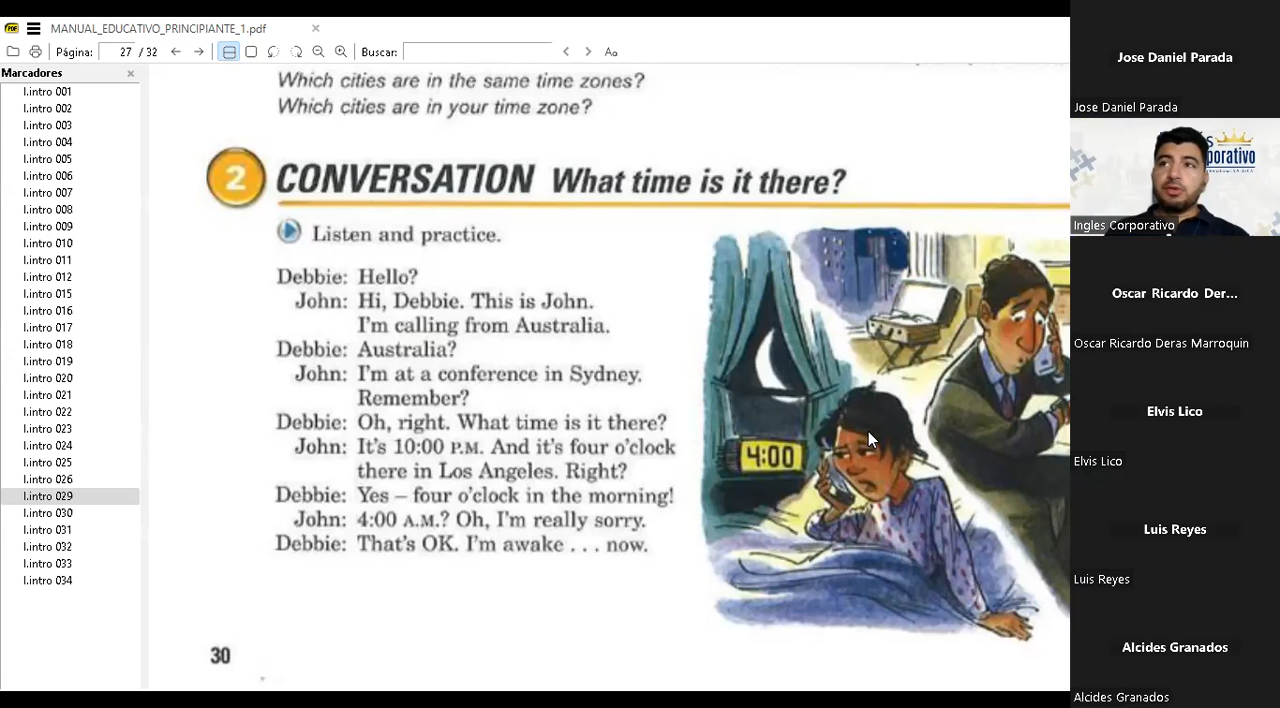 MANUAL_EDUCATIVO_PRINCIPIANTE_1.pdf
Página: 27 / 32 Buscar: Aa
Marcadores
I.intro 001
I.intro 002
I.intro 003
I.intro 004
I.intro 005
I.intro 006
I.intro 007
I.intro 008
I.intro 009
I.intro 010
I.intro 011
I.intro 012
I.intro 015
I.intro 016
I.intro 017
I.intro 018
I.intro 019
I.intro 020
I.intro 021
I.intro 022
I.intro 023
I.intro 024
I.intro 025
I.intro 026
I.intro 029
I.intro 030
I.intro 031
I.intro 032
I.intro 033
I.intro 034
Which cities are in the same time zones?
Which cities are in your time zone?
2 CONVERSATION What time is it there?
Listen and practice.
Debbie: Hello?
John: Hi, Debbie. This is John.
I'm calling from Australia.
Debbie: Australia?
John: I'm at a conference in Sydney.
Remember?
Debbie: Oh, right. What time is it there?
John: It's 10:00 P.M. And it's four o'clock
there in Los Angeles. Right?
Debbie: Yes – four o'clock in the morning!
John: 4:00 A.M.? Oh, I'm really sorry.
Debbie: That's OK. I'm awake . . . now.
4:00
30
Jose Daniel Parada
Jose Daniel Parada
Ingles Corporativo
Oscar Ricardo Der...
Oscar Ricardo Deras Marroquin
Elvis Lico
Elvis Lico
Luis Reyes
Luis Reyes
Alcides Granados
Alcides Granados